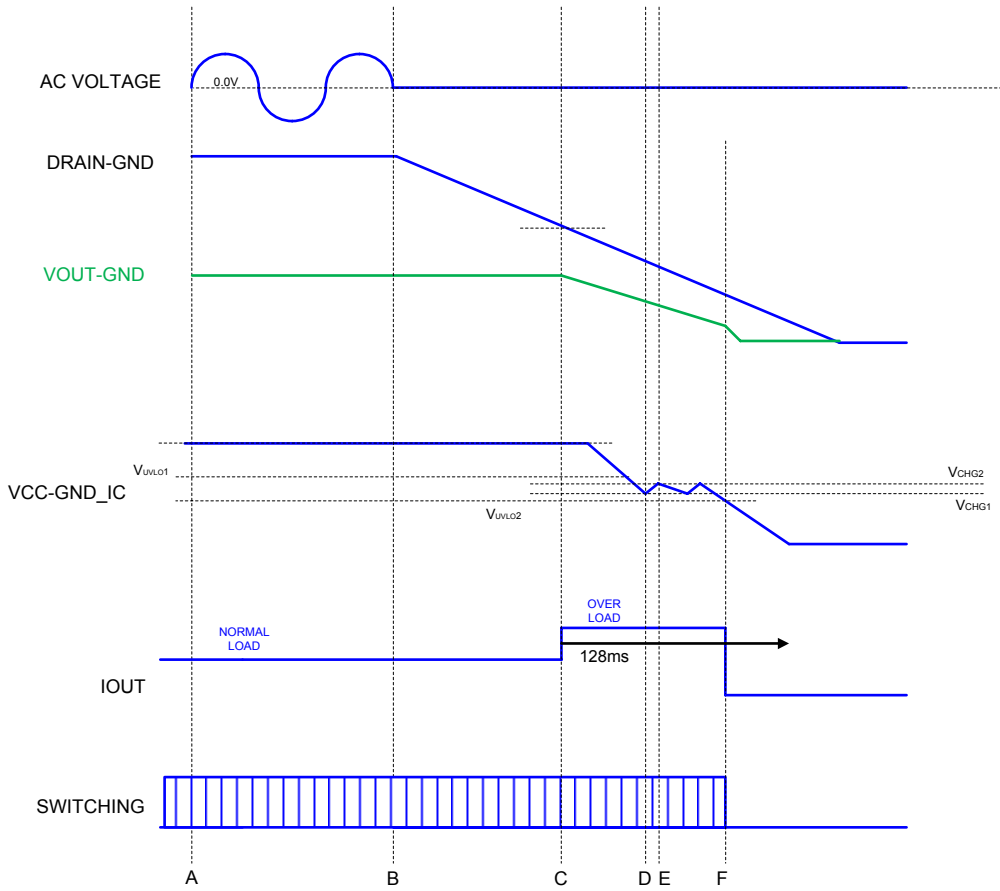 AC VOLTAGE
0.0V
DRAIN-GND
VOUT-GND
VUVLO1
VCHG2
VCC-GND_IC
VCHG1
VUVLO2
NORMAL
LOAD
OVER
LOAD
128ms
IOUT
SWITCHING
A B C D E F